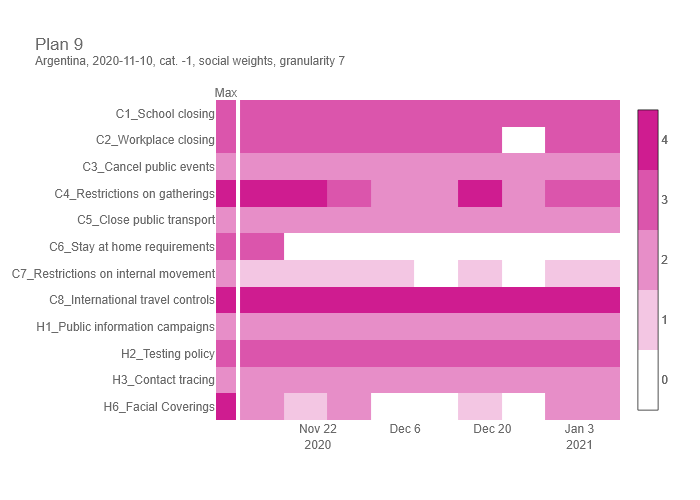 Plan 9
Argentina, 2020-11-10, cat. -1, social weights, granularity 7
Max
C1_School closing
C2_Workplace closing
C3_Cancel public events
C4_Restrictions on gatherings
C5_Close public transport
C6_Stay at home requirements
C7_Restrictions on internal movement
C8_International travel controls
H1_Public information campaigns
H2_Testing policy
H3_Contact tracing
H6_Facial Coverings
Nov 22 Dec 6 Dec 20 Jan 3
2020 2021
4
3
2
1
0